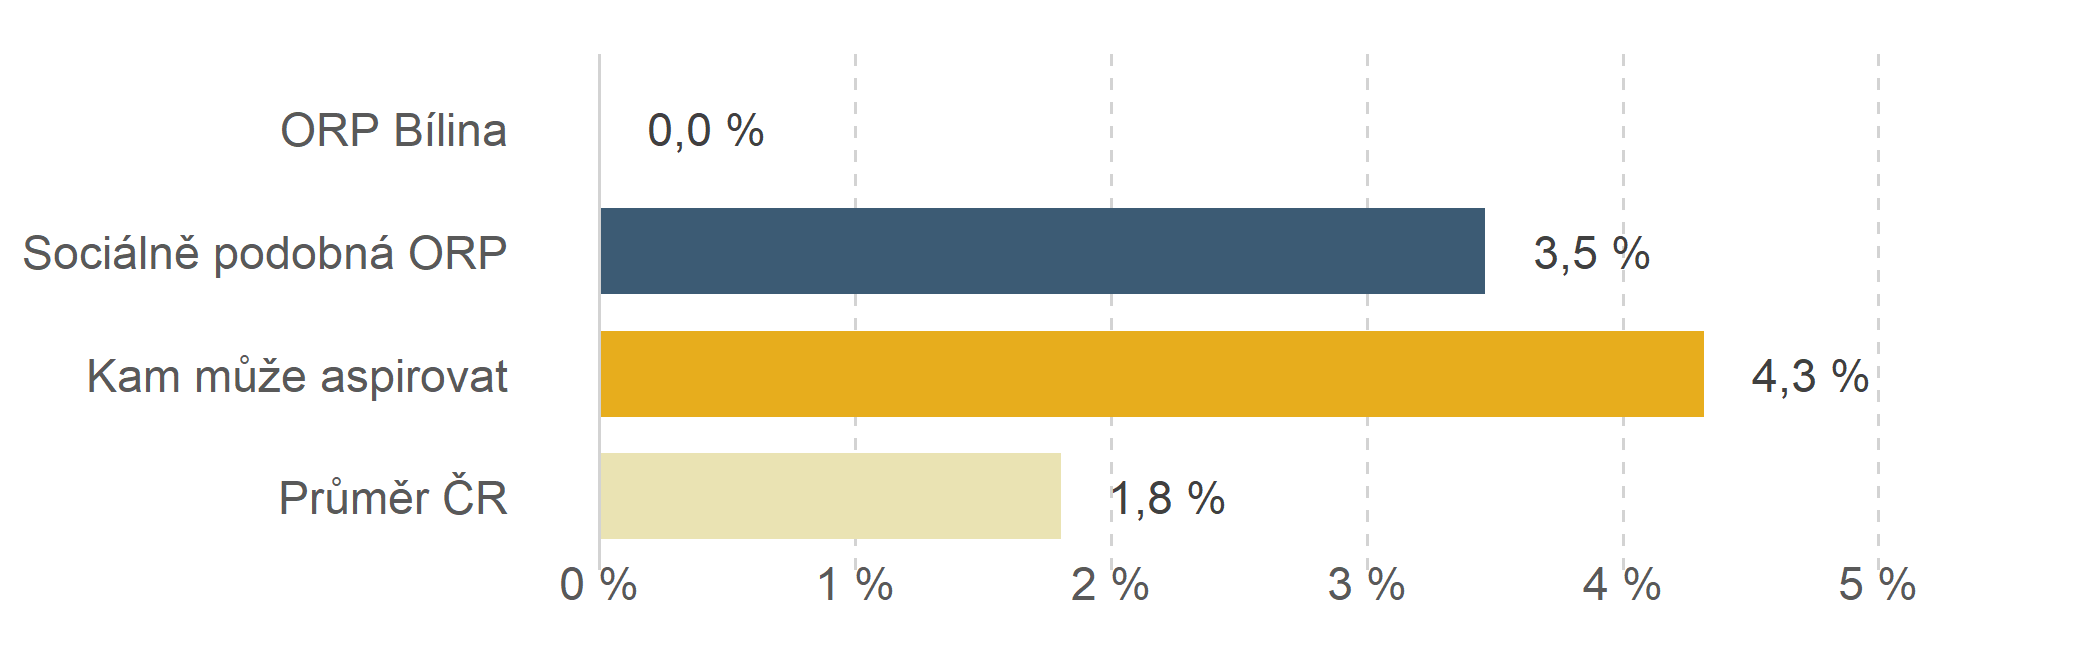 ORP Bílina
0,0 %
Sociálně podobná ORP
3,5 %
Kam může aspirovat
4,3 %
Průměr ČR
1,8 %
0 %
1 %
2 %
3 %
4 %
5 %